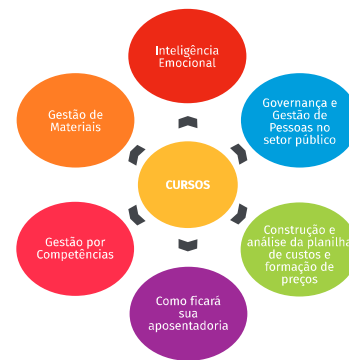 Inteligência
Emocional
Governança e
Gestão de
Pessoas no
setor público
Construção e
análise da planilha
de custos e
formação de
preços
Como ficará
sua
aposentadoria
Gestão por
Competências
Gestão de
Materiais
CURSOS